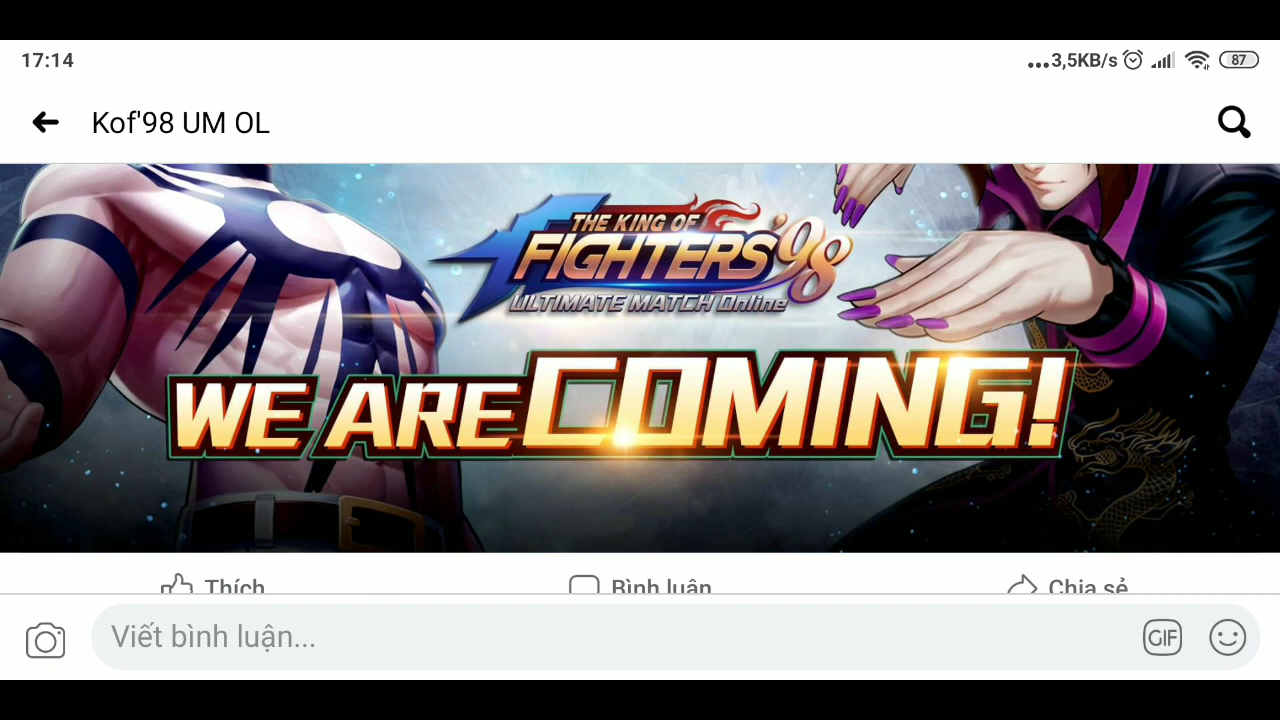 17:14
...3,5KB/s 87
Kof'98 UM OL
THE KING OF
FIGHTERS'98
ULTIMATE MATCH Online
WE ARE COMING!
Thích Bình luận Chia sẻ
Viết bình luận... GIF